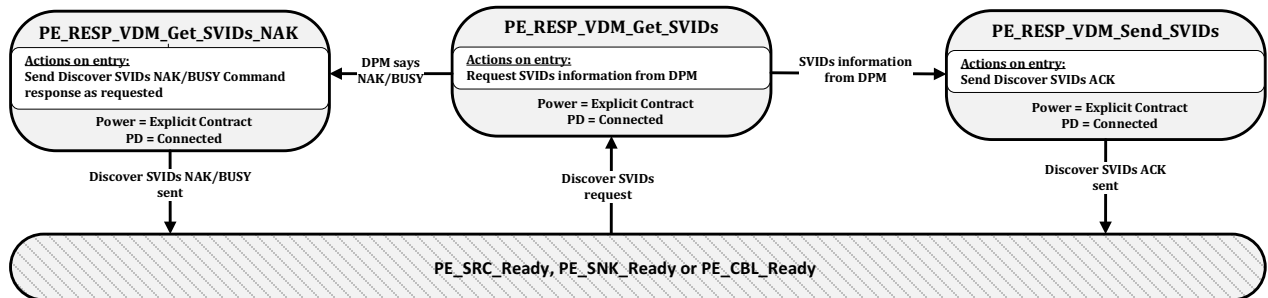 PE_RESP_VDM_Get_SVIDs_NAK
Actions on entry:
Send Discover SVIDs NAK/BUSY Command
response as requested
Power = Explicit Contract
PD = Connected
DPM says
NAK/BUSY
PE_RESP_VDM_Get_SVIDs
Actions on entry:
Request SVIDs information from DPM
Power = Explicit Contract
PD = Connected
SVIDs information
from DPM
PE_RESP_VDM_Send_SVIDs
Actions on entry:
Send Discover SVIDs ACK
Power = Explicit Contract
PD = Connected
Discover SVIDs NAK/BUSY
sent
Discover SVIDs
request
Discover SVIDs ACK
sent
PE_SRC_Ready, PE_SNK_Ready or PE_CBL_Ready